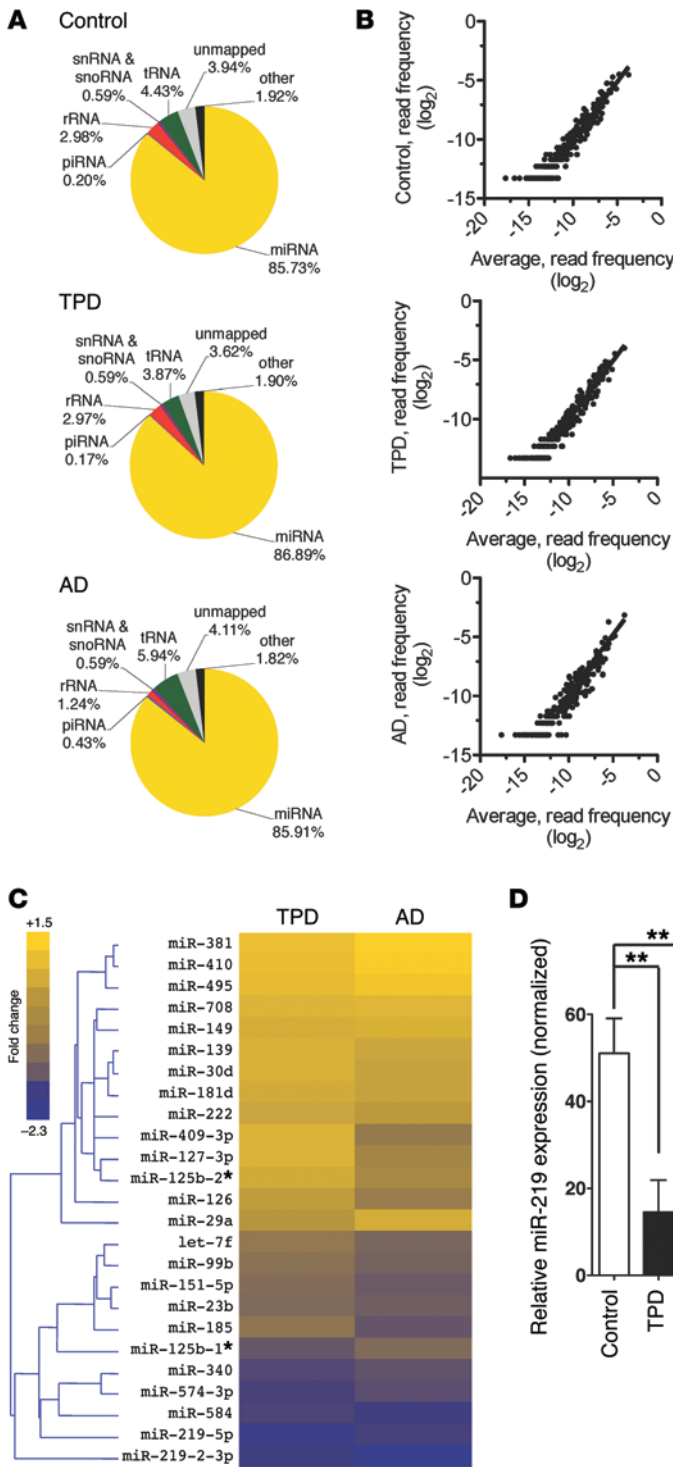 A
Control
snRNA &
snoRNA
0.59%
tRNA
4.43%
unmapped
3.94%
other
1.92%
rRNA
2.98%
piRNA
0.20%
miRNA
85.73%
TPD
snRNA &
snoRNA
0.59%
tRNA
3.87%
unmapped
3.62%
other
1.90%
rRNA
2.97%
piRNA
0.17%
miRNA
86.89%
AD
snRNA &
snoRNA
0.59%
tRNA
5.94%
unmapped
4.11%
other
1.82%
rRNA
1.24%
piRNA
0.43%
miRNA
85.91%
B
Control, read frequency
(log2)
0
-5
-10
-15
-20
-15
-10
-5
0
Average, read frequency
(log2)
TPD, read frequency
(log2)
0
-5
-10
-20
-15
-10
-5
0
Average, read frequency
(log2)
AD, read frequency
(log2)
0
-5
-10
-15
-20
-15
-10
-5
0
Average, read frequency
(log2)
C
+1.5
Fold change
−2.3
TPD
AD
miR-381
miR-410
miR-495
miR-708
miR-149
miR-139
miR-30d
miR-181d
miR-222
miR-409-3p
miR-127-3p
miR-125b-2*
miR-126
miR-29a
let-7f
miR-99b
miR-151-5p
miR-23b
miR-185
miR-125b-1*
miR-340
miR-574-3p
miR-584
miR-219-5p
miR-219-2-3p
D
**
**
Relative miR-219 expression (normalized)
60
40
20
0
Control
TPD